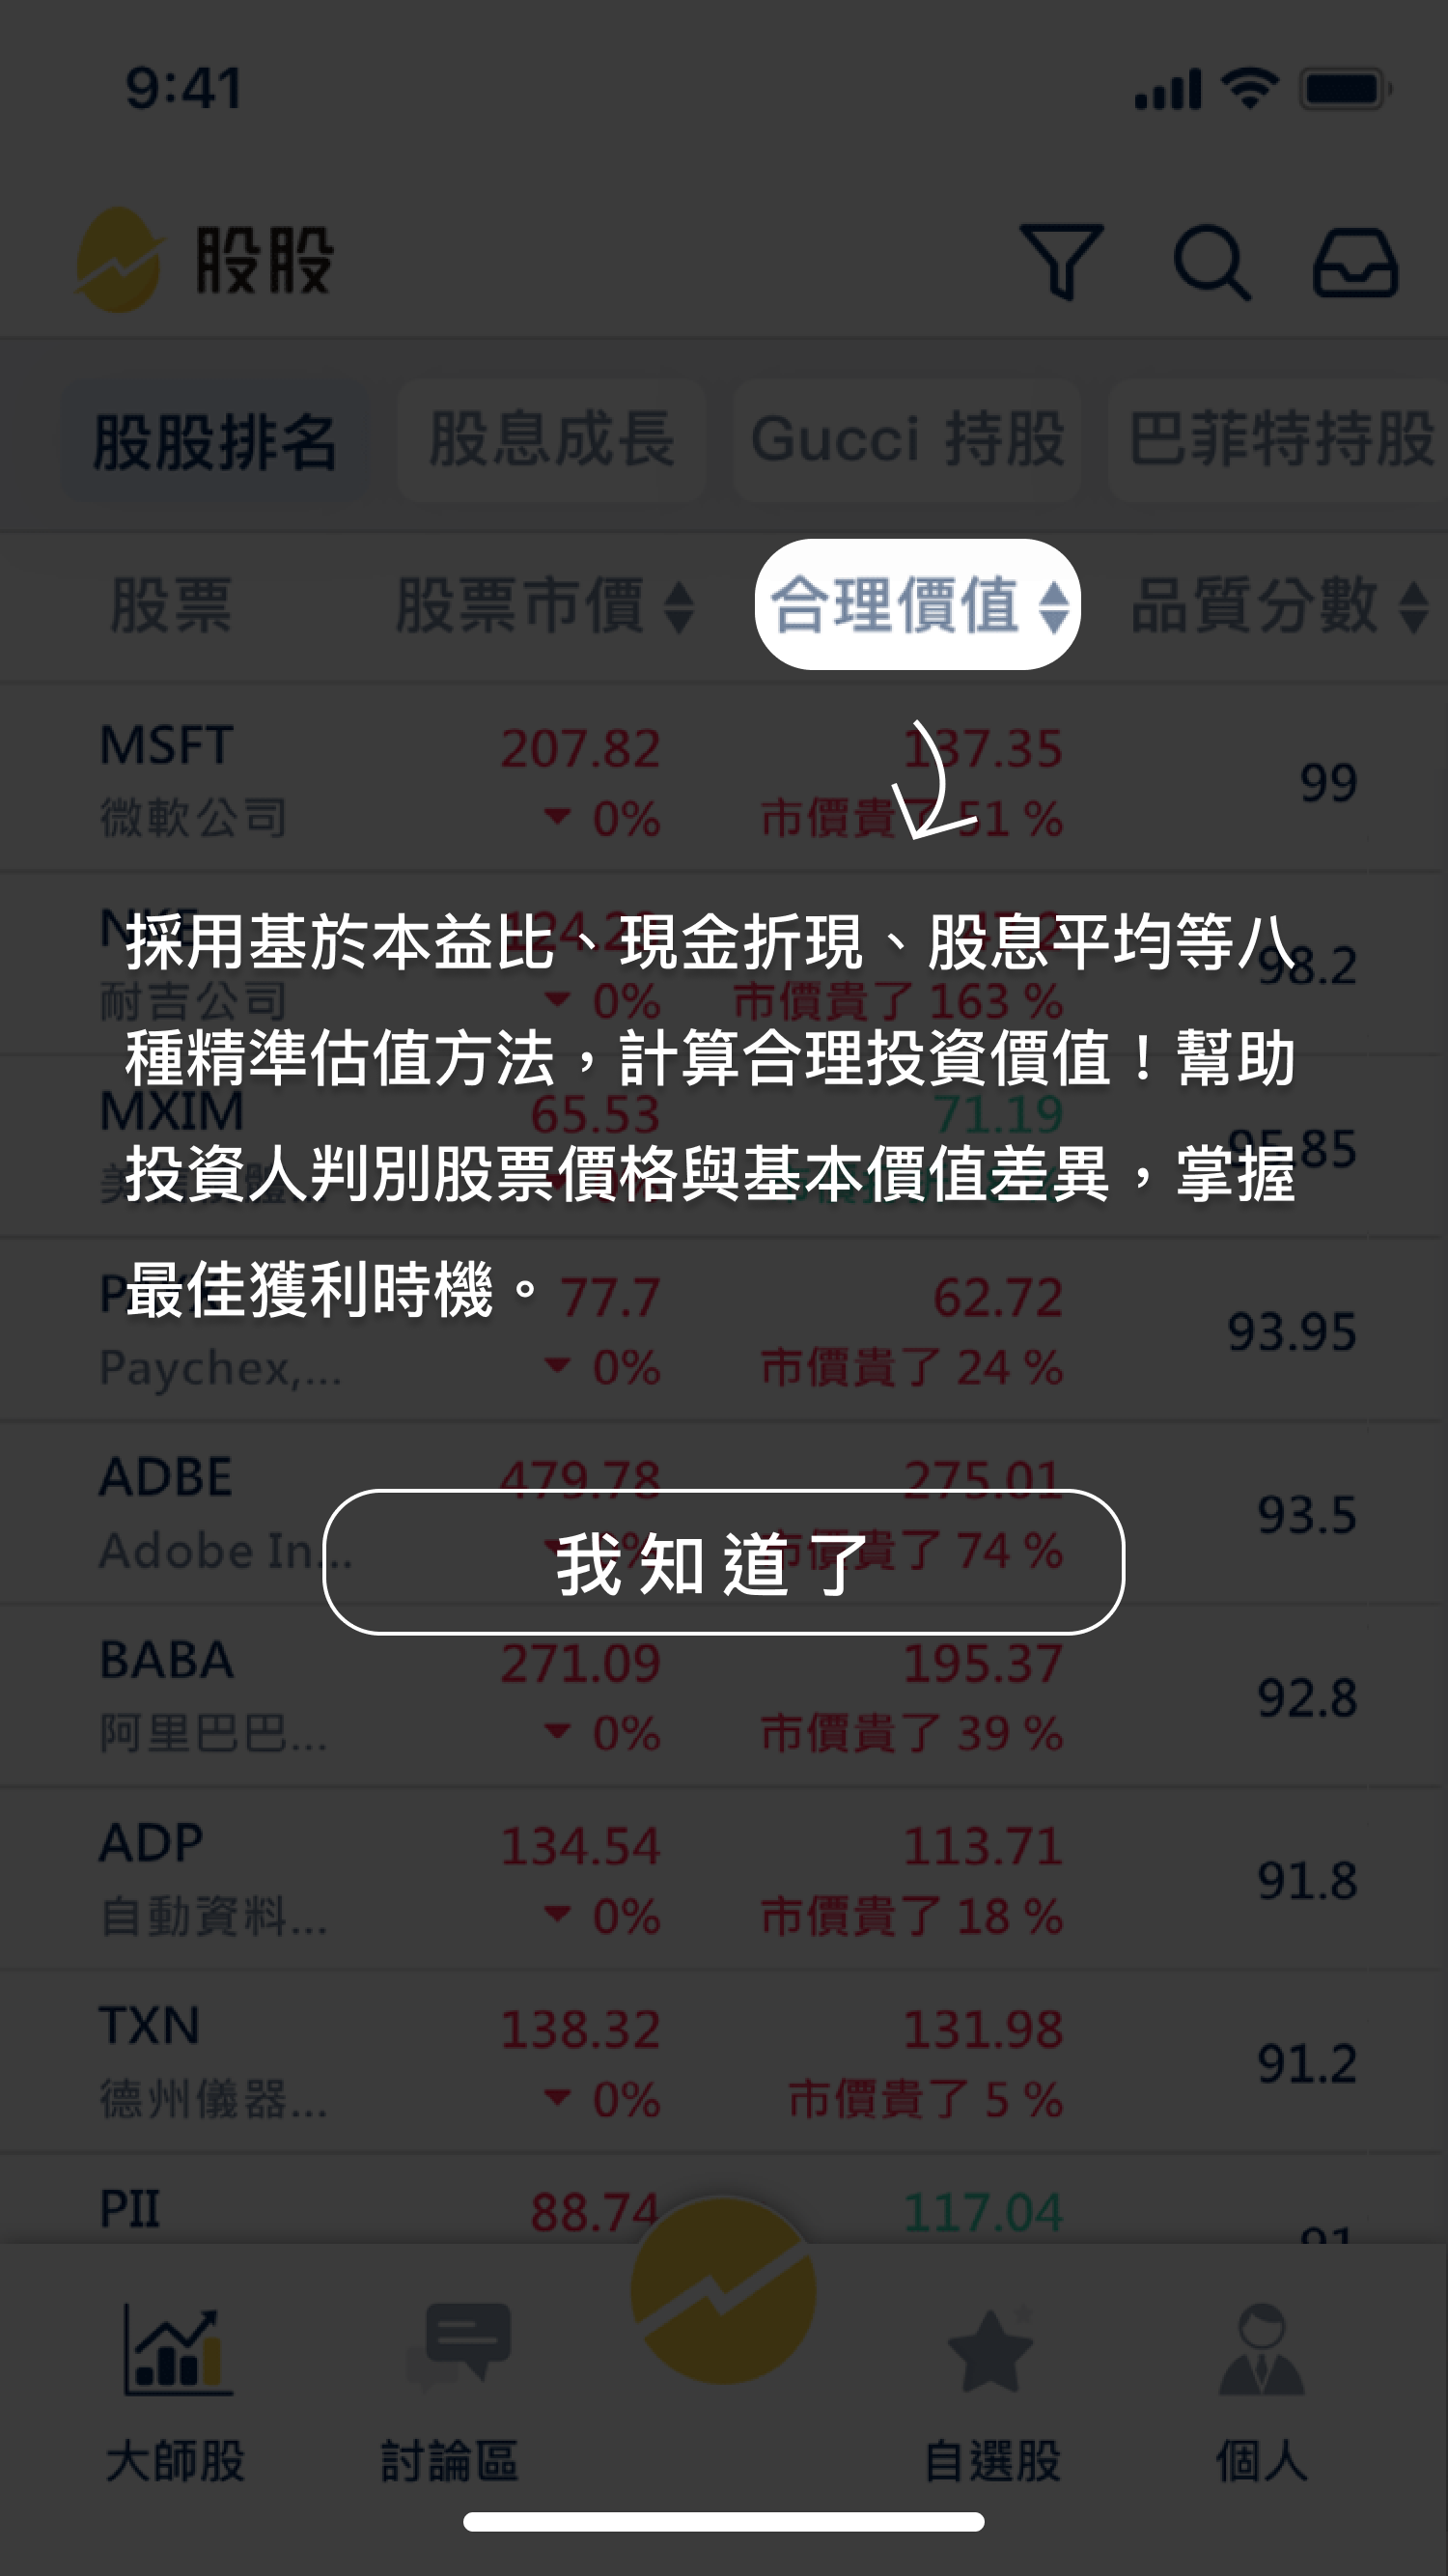 9:41
股股
股股排名 股息成長 Gucci 持股 巴菲特持股
股票 股票市價 合理價值 品質分數
MSFT 207.82 137.35 99
微軟公司 0% 市價貴了 51 %
98.2
耐吉公司 0% 市價貴了 163 %
採用基於本益比、現金折現、股息平均等八
種精準估值方法，計算合理投資價值！幫助
投資人判別股票價格與基本價值差異，掌握
最佳獲利時機。
MXIM 65.53 71.19 95.85
77.7 62.72 93.95
Paychex,... 0% 市價貴了 24 %
ADBE 479.78 275.01 93.5
Adobe In... 市價貴了 74 %
我知道了
BABA 271.09 195.37 92.8
阿里巴巴... 0% 市價貴了 39 %
ADP 134.54 113.71 91.8
自動資料... 0% 市價貴了 18 %
TXN 138.32 131.98 91.2
德州儀器... 0% 市價貴了 5 %
PII 88.74 117.04 91
大師股 討論區 自選股 個人